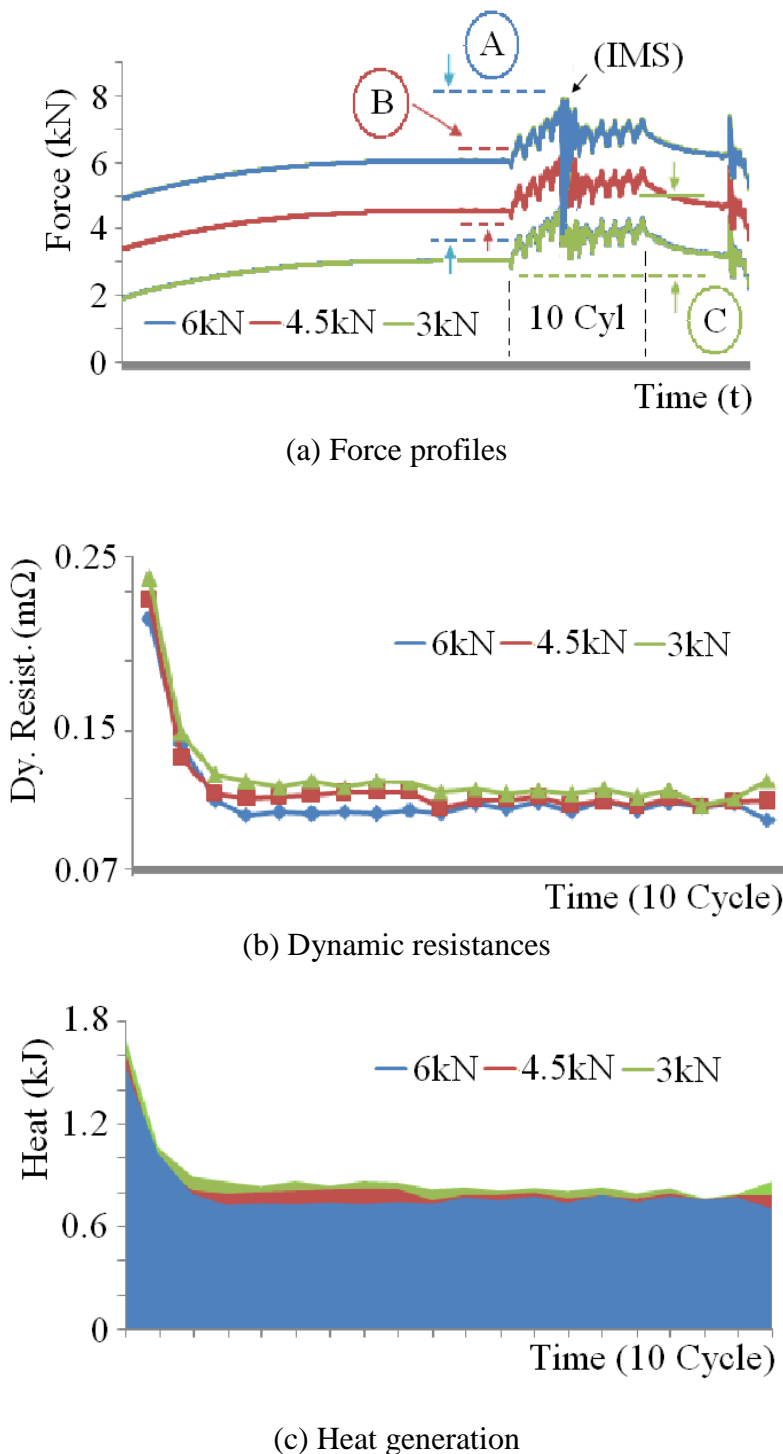 A
(IMS)
B
Force (kN)
8
6
4
2
0
6kN 4.5kN 3kN
10 Cyl
C
Time (t)
(a) Force profiles
Dy. Resist. (mΩ)
0.25
0.15
0.07
6kN 4.5kN 3kN
Time (10 Cycle)
(b) Dynamic resistances
Heat (kJ)
1.8
1.2
0.6
0
6kN 4.5kN 3kN
Time (10 Cycle)
(c) Heat generation